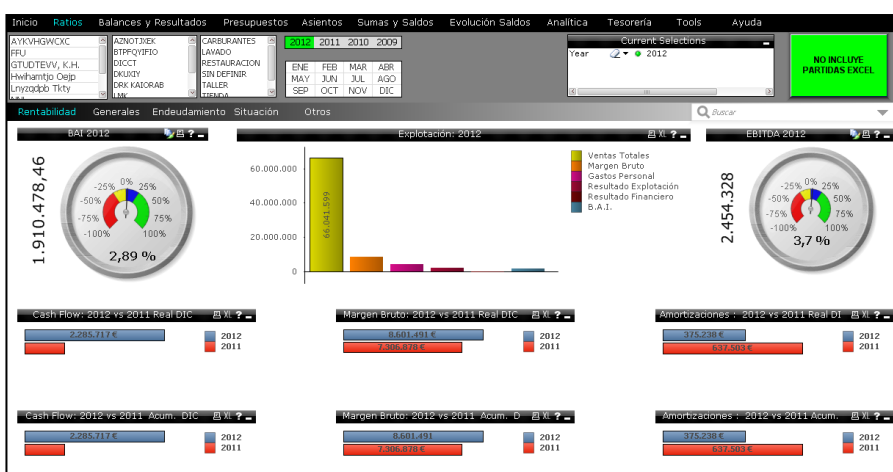 Inicio Ratios Balances y Resultados Presupuestos Asientos Sumas y Saldos Evolución Saldos Analítica Tesorería Tools Ayuda
AYKVHGWCXC
FFU
GTUDTEVV, K.H.
Hwihamtjo Oejp
Lnyzqdpb Tkty
AZNOTJXEK
BTPFQYIFIO
DICCT
DKUXIY
DRK KAIORAB
LMK
CARBURANTES
LAVADO
RESTAURACION
SIN DEFINIR
TALLER
TIENDA
2012 2011 2010 2009
ENE FEB MAR ABR
MAY JUN JUL AGO
SEP OCT NOV DIC
Current Selections
Year 2012
NO INCLUYE
PARTIDAS EXCEL
Rentabilidad Generales Endeudamiento Situación Otros
Buscar
BAI 2012 ?
1.910.478,46
-25% 0% 25%
-50% 50%
-75% 75%
-100% 100%
2,89 %
Explotación: 2012 XL ?
60.000.000
40.000.000
20.000.000
0
66.041.599
Ventas Totales
Margen Bruto
Gastos Personal
Resultado Explotación
Resultado Financiero
B.A.I.
EBITDA 2012 ?
2.454.328
-25% 0% 25%
-50% 50%
-75% 75%
-100% 100%
3,7 %
Cash Flow: 2012 vs 2011 Real DIC XL ?
2.285.717 € 2012
2011
Margen Bruto: 2012 vs 2011 Real DIC XL ?
8.601.491 € 2012
7.306.878 € 2011
Amortizaciones : 2012 vs 2011 Real DI XL ?
375.238 € 2012
637.503 € 2011
Cash Flow: 2012 vs 2011 Acum. DIC XL ?
2.285.717 € 2012
2011
Margen Bruto: 2012 vs 2011 Acum. D XL ?
8.601.491 2012
7.306.878 € 2011
Amortizaciones : 2012 vs 2011 Acum. XL ?
375.238 € 2012
637.503 € 2011